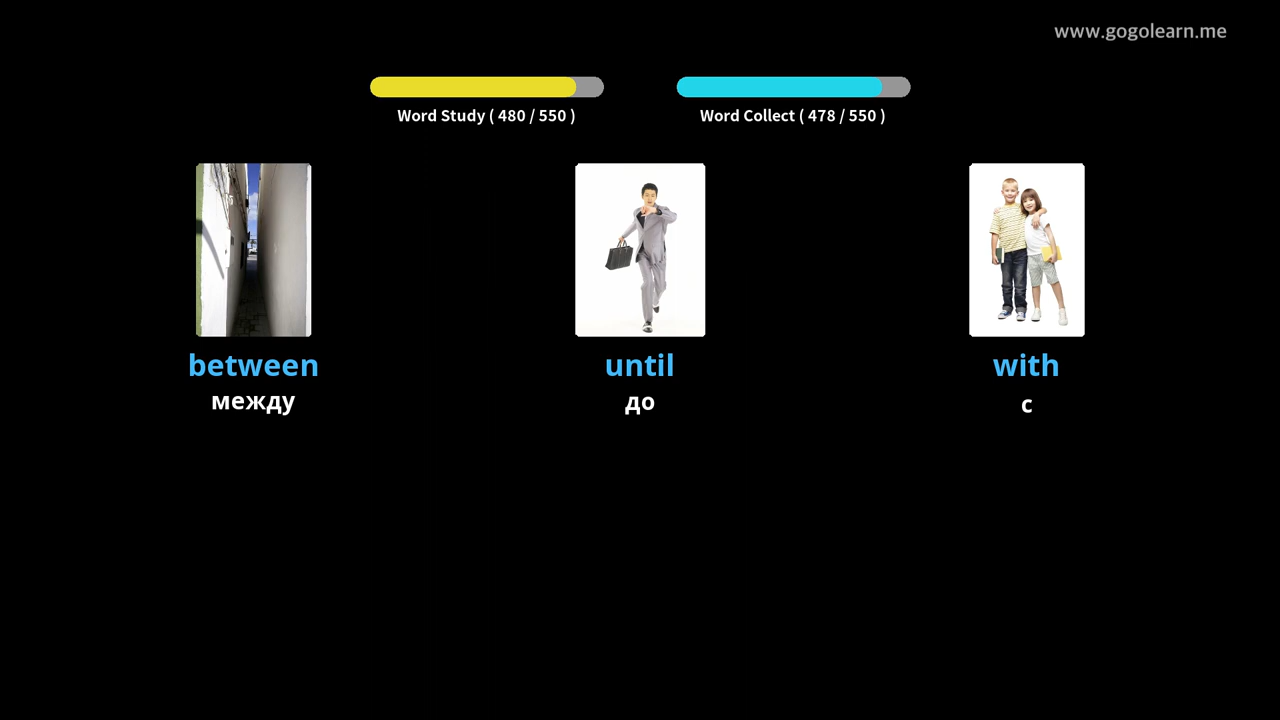 www.gogolearn.me
Word Study ( 480 / 550 )
Word Collect ( 478 / 550 )
between
until
with
между
до
с